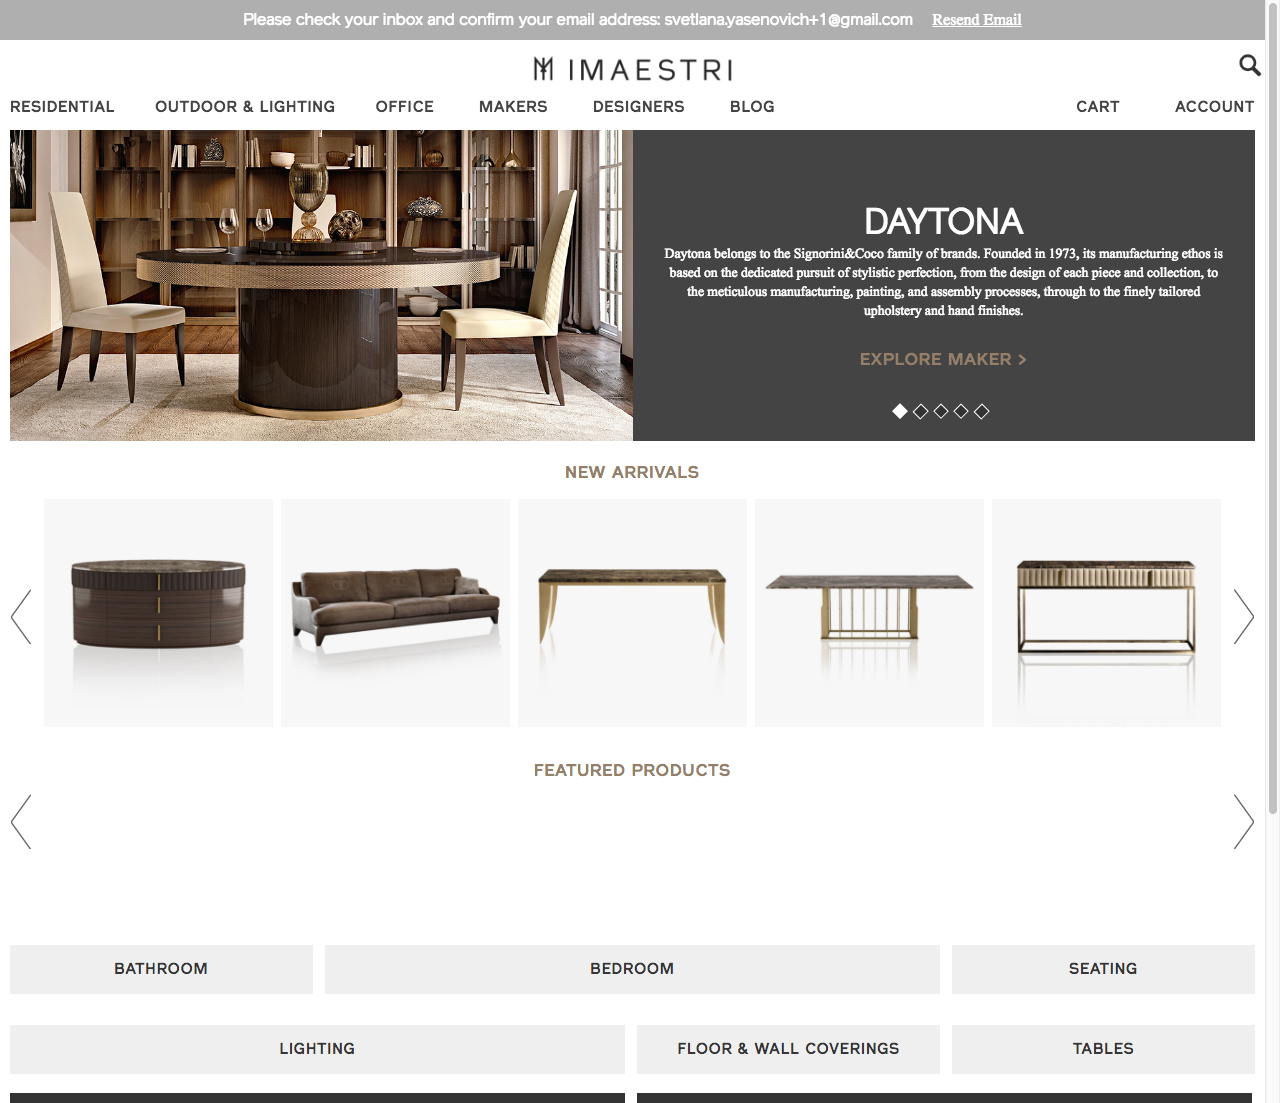 Please check your inbox and confirm your email address: svetlana.yasenovich+1@gmail.com Resend Email
IMAESTRI
RESIDENTIAL OUTDOOR & LIGHTING OFFICE MAKERS DESIGNERS BLOG CART ACCOUNT
DAYTONA
Daytona belongs to the Signorini&Coco family of brands. Founded in 1973, its manufacturing ethos is
based on the dedicated pursuit of stylistic perfection, from the design of each piece and collection, to
the meticulous manufacturing, painting, and assembly processes, through to the finely tailored
upholstery and hand finishes.
EXPLORE MAKER >
NEW ARRIVALS
FEATURED PRODUCTS
BATHROOM BEDROOM SEATING
LIGHTING FLOOR & WALL COVERINGS TABLES